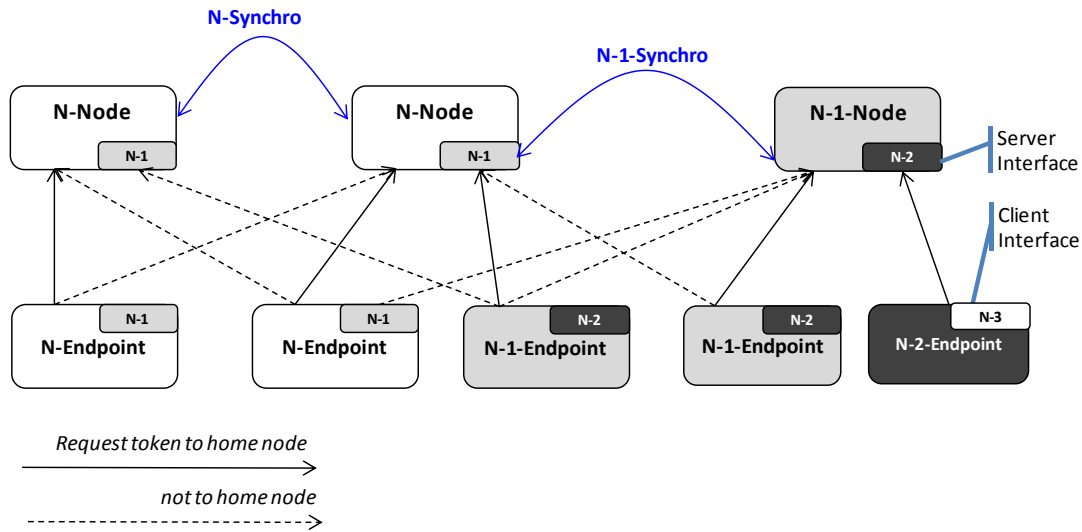 N-Synchro
N-1-Synchro
N-Node
N-Node
N-1-Node
N-1
N-1
N-2
Server
Interface
Client
Interface
N-1
N-1
N-2
N-2
N-3
N-Endpoint
N-Endpoint
N-1-Endpoint
N-1-Endpoint
N-2-Endpoint
Request token to home node
not to home node